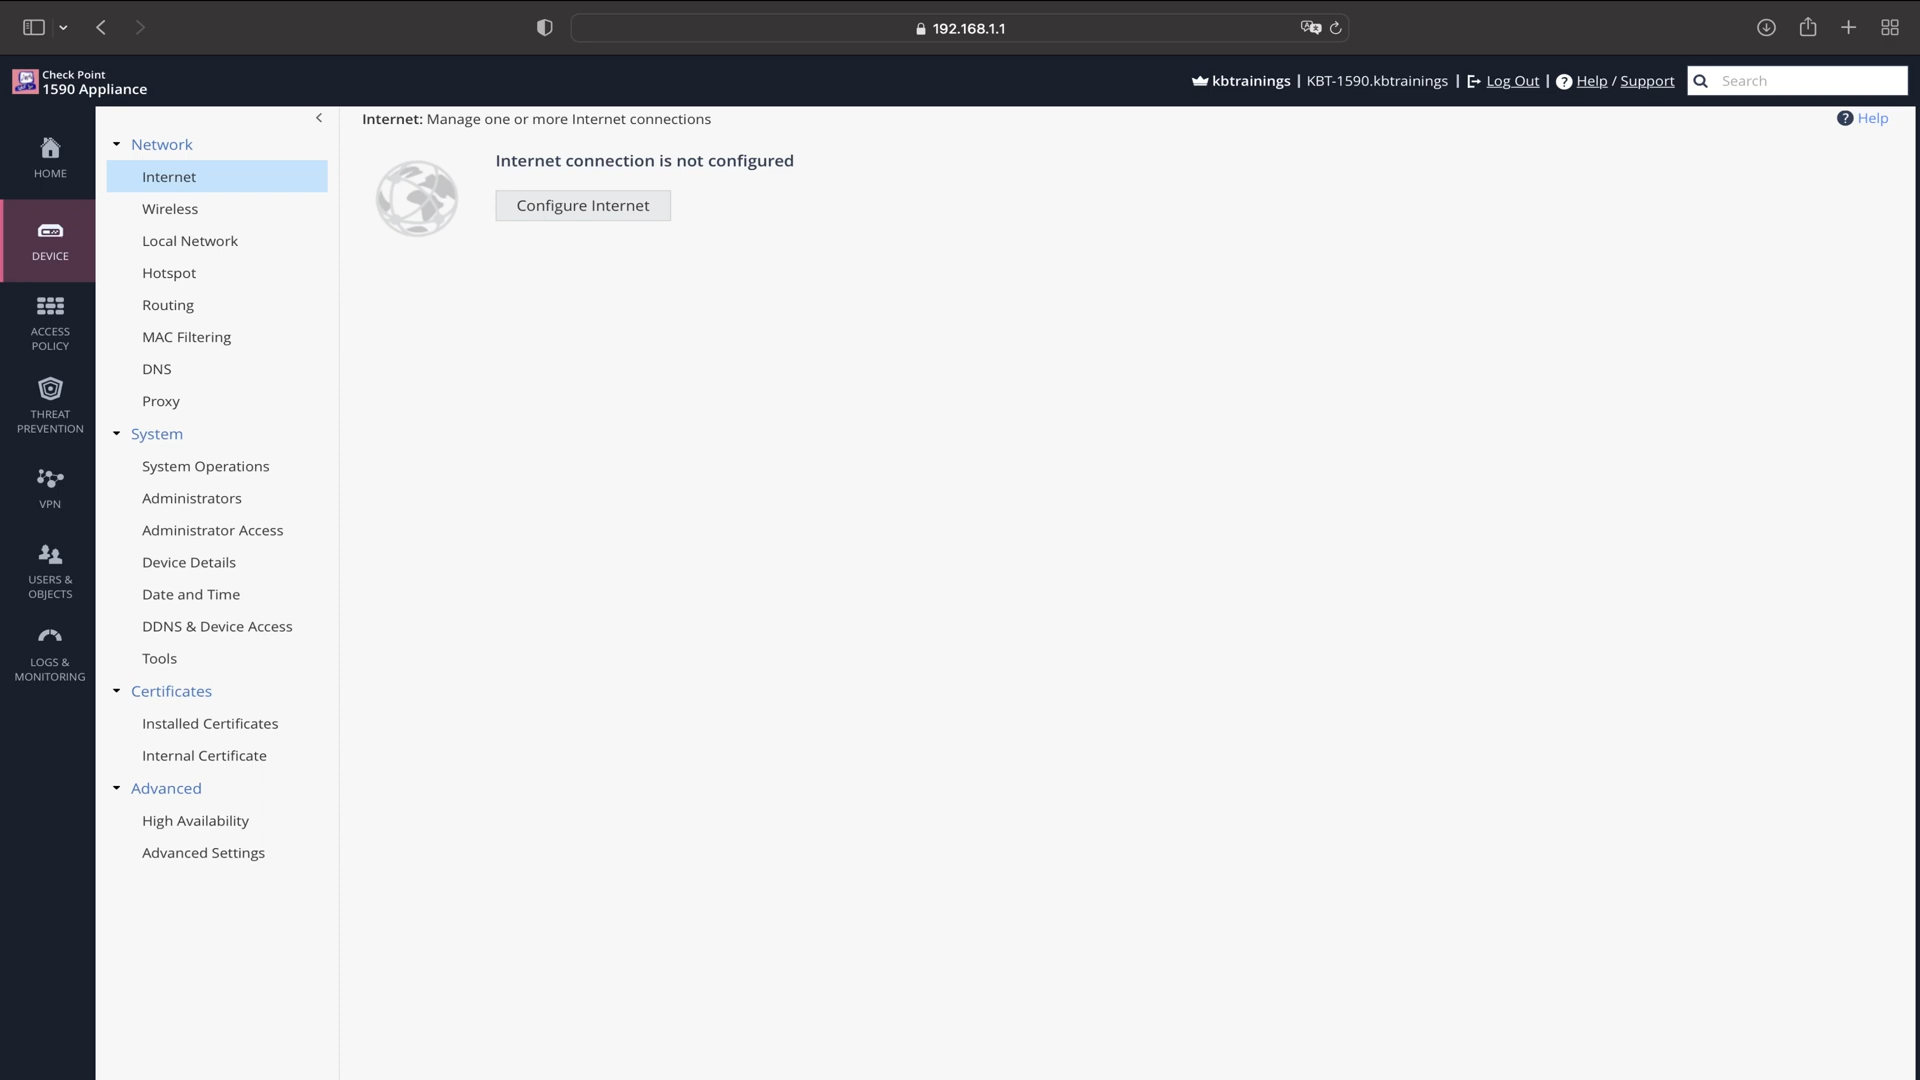 192.168.1.1
Check Point
1590 Appliance
kbtrainings | KBT-1590.kbtrainings | Log Out | Help / Support
Search
HOME
DEVICE
ACCESS
POLICY
THREAT
PREVENTION
VPN
USERS &
OBJECTS
LOGS &
MONITORING
Network
Internet
Wireless
Local Network
Hotspot
Routing
MAC Filtering
DNS
Proxy
System
System Operations
Administrators
Administrator Access
Device Details
Date and Time
DDNS & Device Access
Tools
Certificates
Installed Certificates
Internal Certificate
Advanced
High Availability
Advanced Settings
Internet: Manage one or more Internet connections
Help
Internet connection is not configured
Configure Internet